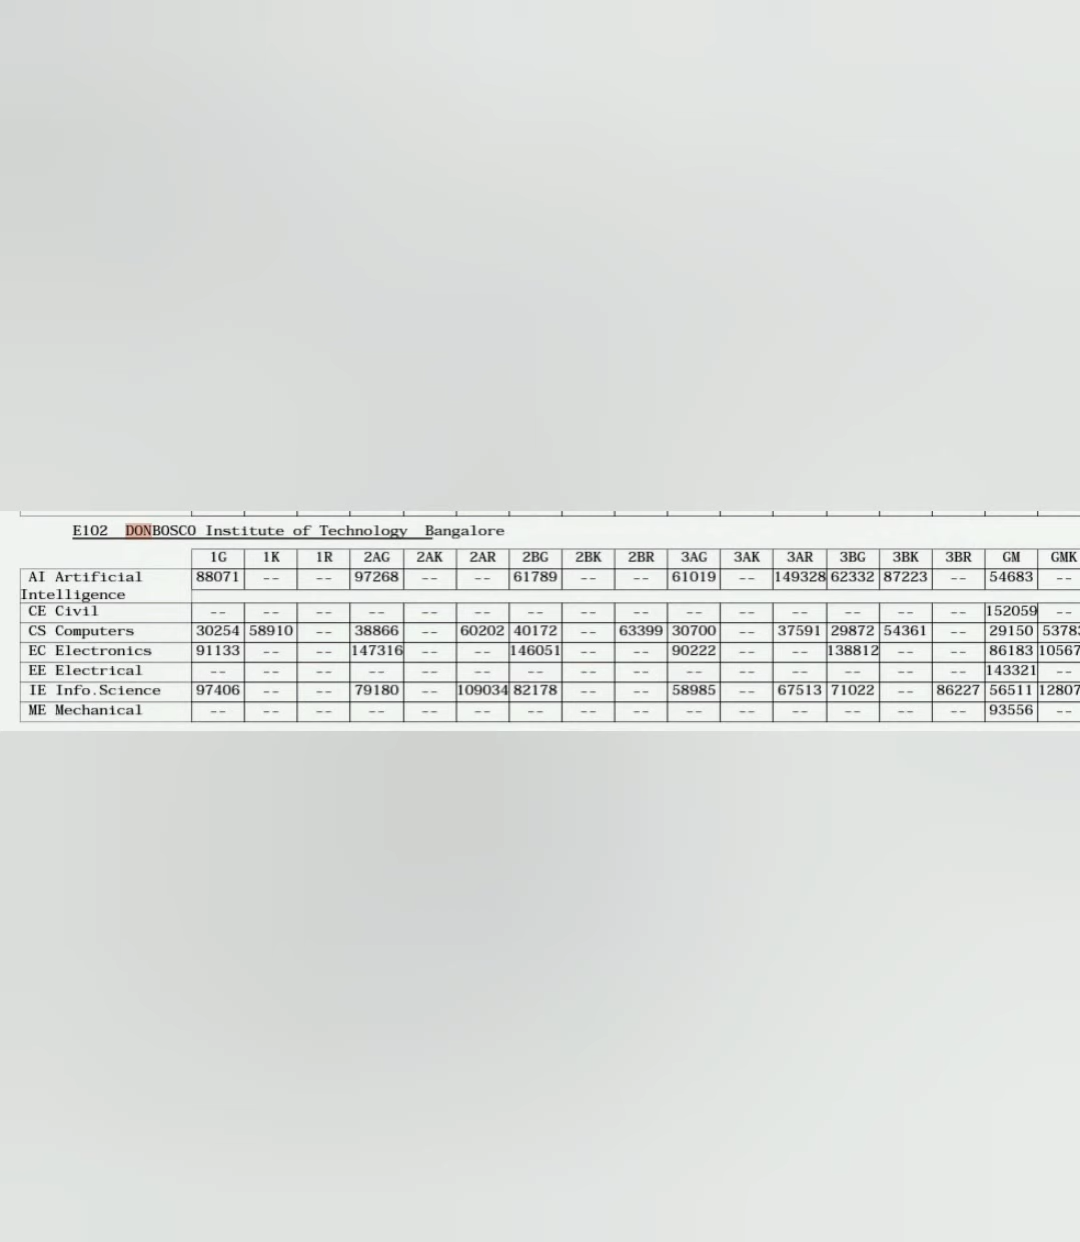 E102 DONBOSCO Institute of Technology Bangalore
1G 1K 1R 2AG 2AK 2AR 2BG 2BK 2BR 3AG 3AK 3AR 3BG 3BK 3BR GM GMK
AI Artificial 88071 -- -- 97268 -- -- 61789 -- -- 61019 -- 149328 62332 87223 -- 54683 --
Intelligence
CE Civil -- -- -- -- -- -- -- -- -- -- -- -- -- -- -- 152059 --
CS Computers 30254 58910 -- 38866 -- 60202 40172 -- 63399 30700 -- 37591 29872 54361 -- 29150
EC Electronics 91133 -- -- 147316 -- -- 146051 -- -- 90222 -- -- 138812 -- -- 86183 10567
EE Electrical -- -- -- -- -- -- -- -- -- -- -- -- -- -- -- 143321 --
IE Info.Science 97406 -- -- 79180 -- 109034 82178 -- -- 58985 -- 67513 71022 -- 86227 56511 12807
ME Mechanical -- -- -- -- -- -- -- -- -- -- -- -- -- -- -- 93556 --